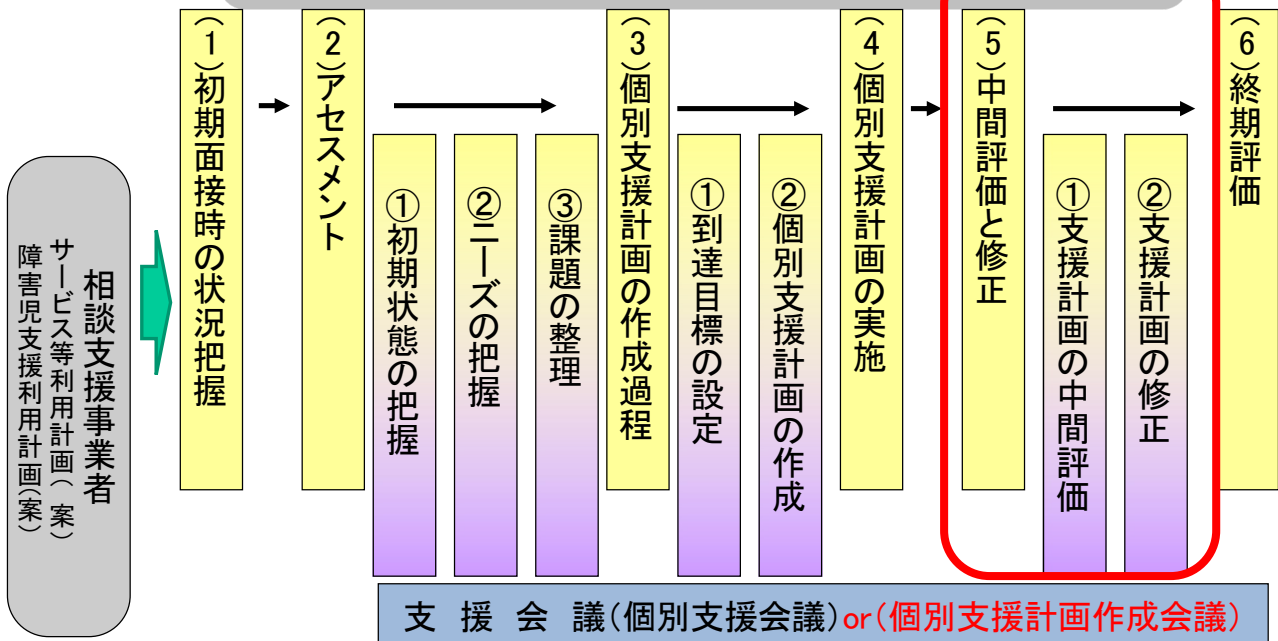 相談支援事業者
サービス等利用計画(案)
障害児支援利用計画(案)
(1)初期面接時の状況把握
(2)アセスメント
①初期状態の把握
②ニーズの把握
③課題の整理
(3)個別支援計画の作成過程
①到達目標の設定
②個別支援計画の作成
(4)個別支援計画の実施
(5)中間評価と修正
①支援計画の中間評価
②支援計画の修正
(6)終期評価
支 援 会 議(個別支援会議)or(個別支援計画作成会議)